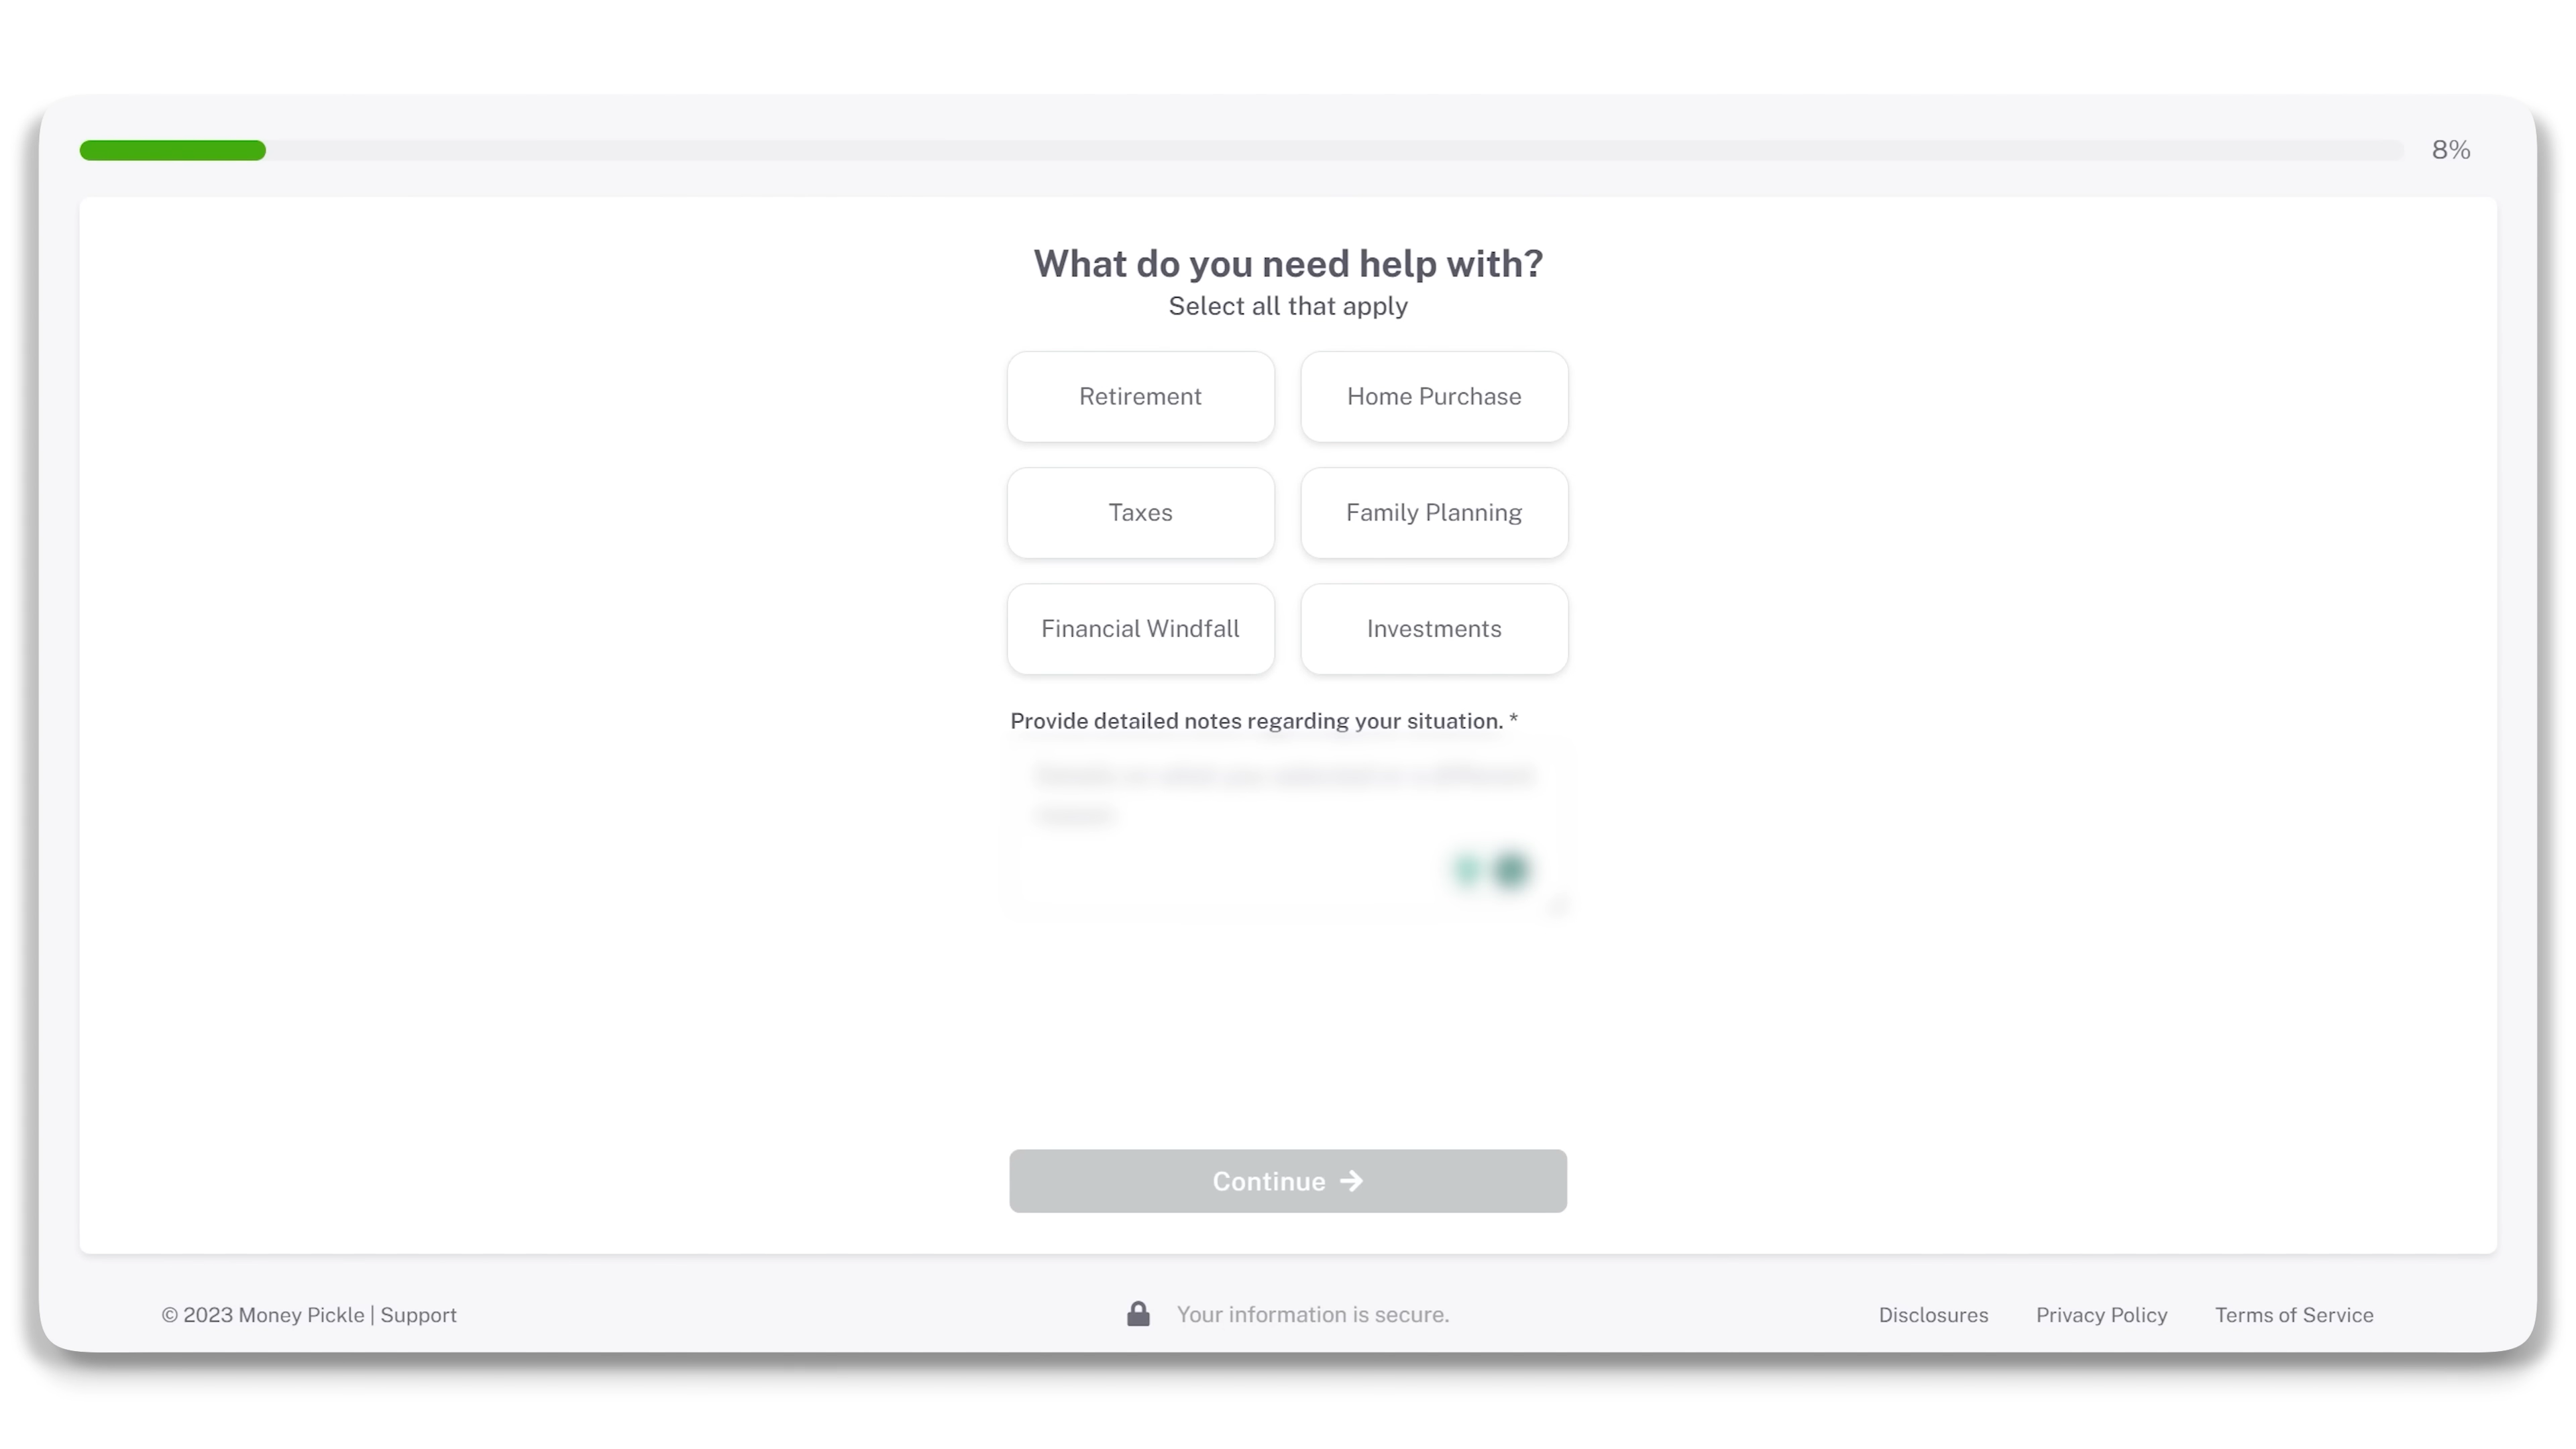 8%
What do you need help with?
Select all that apply
Retirement
Home Purchase
Taxes
Family Planning
Financial Windfall
Investments
Provide detailed notes regarding your situation. *
Continue
© 2023 Money Pickle | Support
Your information is secure.
Disclosures
Privacy Policy
Terms of Service